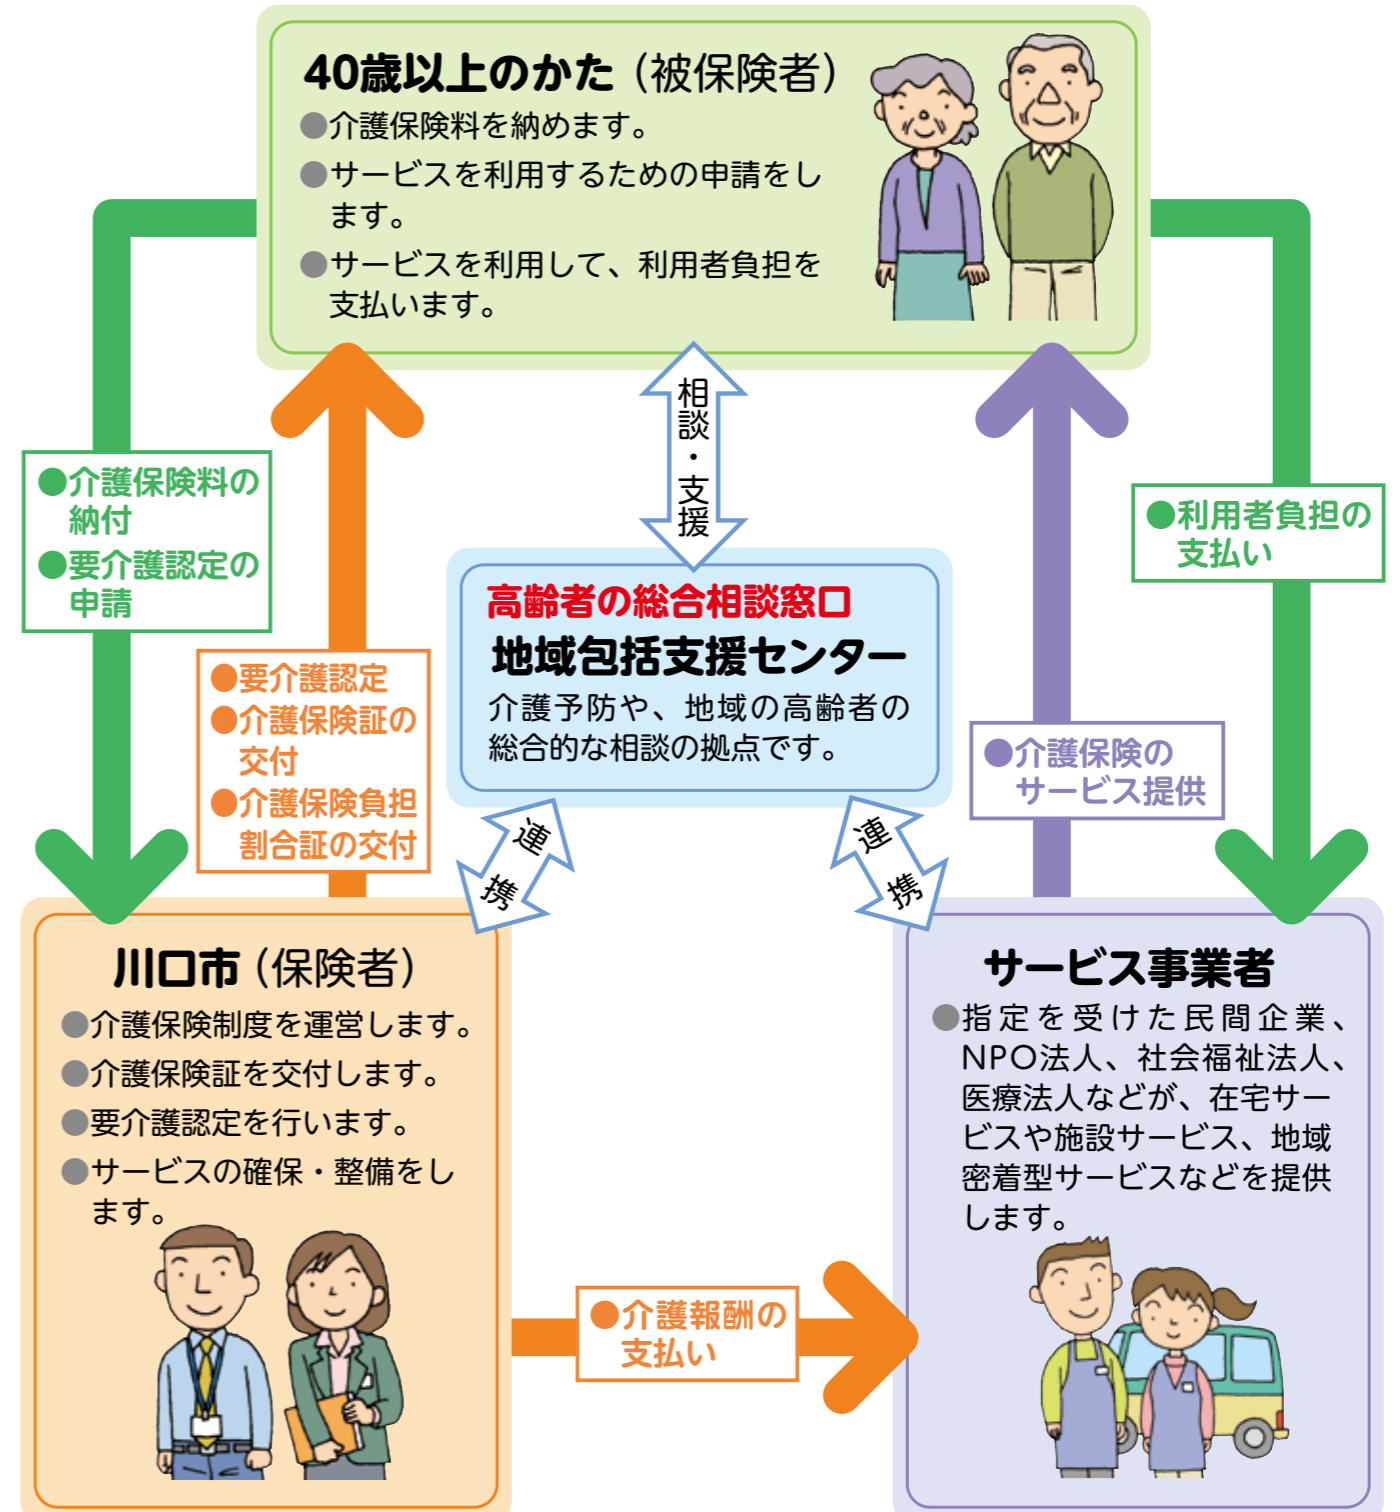 40歳以上のかた（被保険者）
●介護保険料を納めます。
●サービスを利用するための申請をし
ます。
●サービスを利用して、利用者負担を
支払います。
相談・支援
●介護保険料の
納付
●要介護認定の
申請
●利用者負担の
支払い
高齢者の総合相談窓口
地域包括支援センター
介護予防や、地域の高齢者の
総合的な相談の拠点です。
●要介護認定
●介護保険証の
交付
●介護保険負担
割合証の交付
●介護保険の
サービス提供
連携
連携
川口市（保険者）
●介護保険制度を運営します。
●介護保険証を交付します。
●要介護認定を行います。
●サービスの確保・整備をし
ます。
サービス事業者
●指定を受けた民間企業、
NPO法人、社会福祉法人、
医療法人などが、在宅サー
ビスや施設サービス、地域
密着型サービスなどを提供
します。
●介護報酬の
支払い